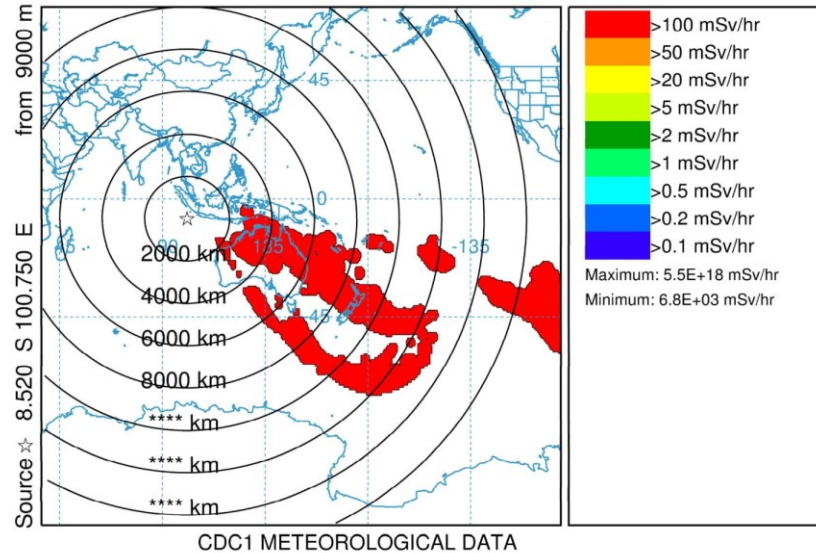 Source ☆ 8.520 S 100.750 E from 9000 m
45
0
45 90 135 -135
2000 km
4000 km
45
6000 km
8000 km
**** km
**** km
**** km
CDC1 METEOROLOGICAL DATA
>100 mSv/hr
>50 mSv/hr
>20 mSv/hr
>5 mSv/hr
>2 mSv/hr
>1 mSv/hr
>0.5 mSv/hr
>0.2 mSv/hr
>0.1 mSv/hr
Maximum: 5.5E+18 mSv/hr
Minimum: 6.8E+03 mSv/hr